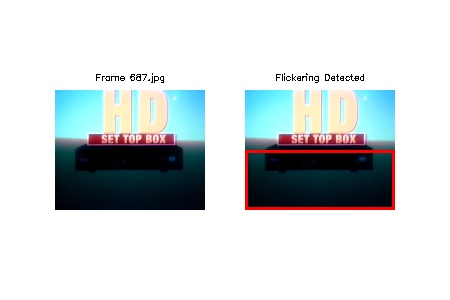 Frame 687.jpg
Flickering Detected
HD
SET TOP BOX
HD
SET TOP BOX